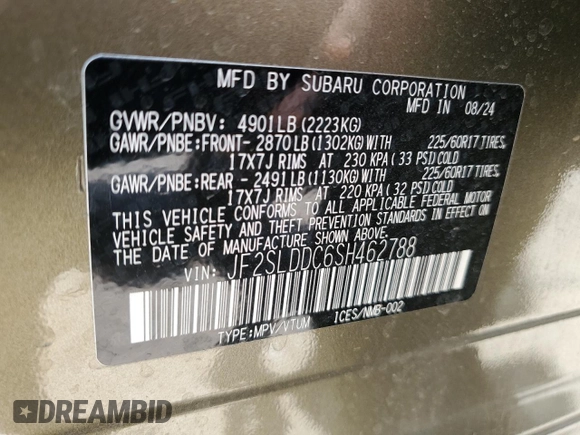 MFD BY SUBARU CORPORATION
MFD IN 08/24
GVWR/PNBV: 4901LB(2223KG)
GAWR/PNBE:FRONT- 2870LB(1302KG)WITH 225/60R17TIRES,
17X7J RIMS AT 230 KPA (33 PSI)COLD
GAWR/PNBE:REAR - 2491LB(1130KG)WITH 225/60R17 TIRES,
17X7J RIMS AT 220 KPA (32 PSI)COLD
THIS VEHICLE CONFORMS TO ALL APPLICABLE FEDERAL MOTOR
VEHICLE SAFETY AND THEFT PREVENTION STANDARDS IN EFFECT ON
THE DATE OF MANUFACTURE SHOWN ABOVE.
VIN: JF2SLDDC6SH462788
TYPE:MPV/VTUM ICES/NMB-002
DREAMBID